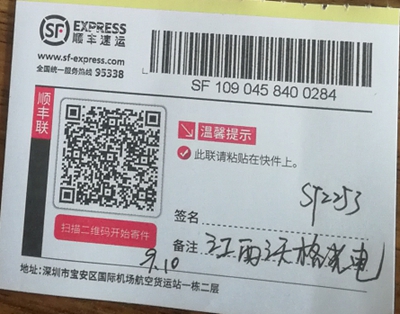 SF EXPRESS
顺丰速运
www.sf-express.com
全国统一服务热线 95338
SF 109 045 840 0284
顺丰联
温馨提示
此联请粘贴在快件上。
扫描二维码开始寄件
SF2253
签名
备注 江西沃格光电
9.10
地址:深圳市宝安区国际机场航空货运站一栋二层